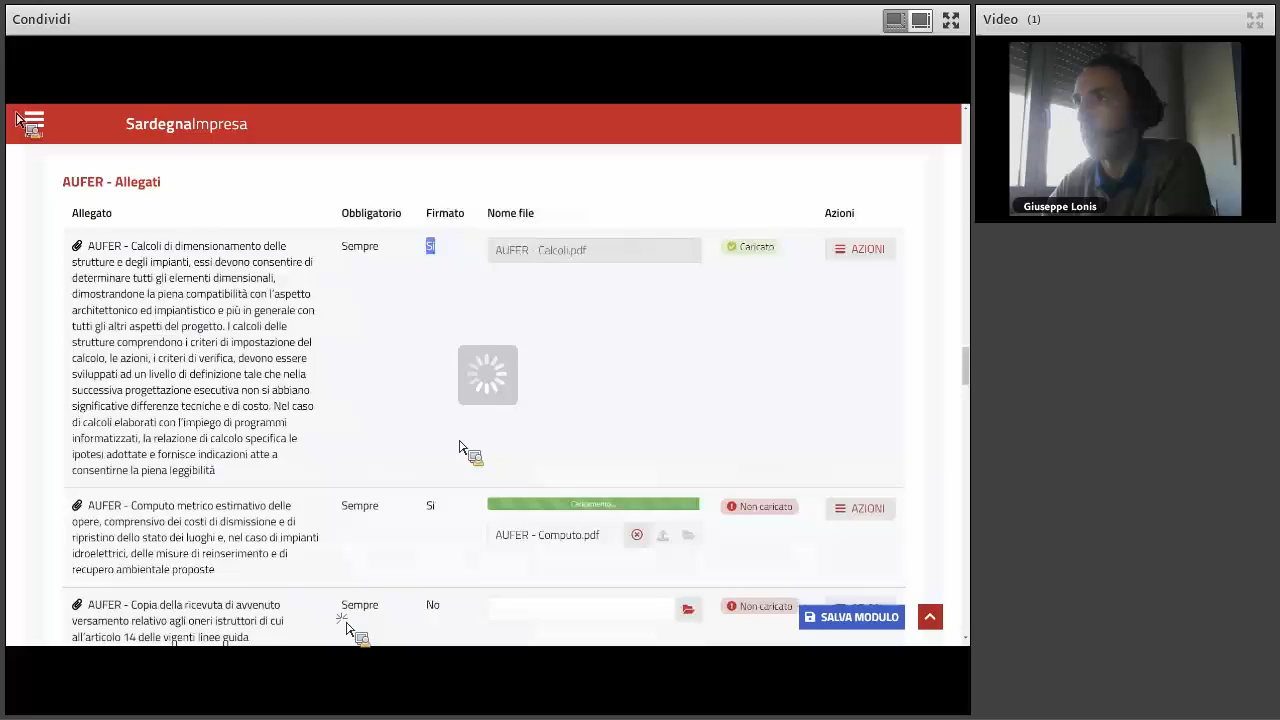 Condividi
Video (1)
SardegnaImpresa
Giuseppe Lonis
AUFER - Allegati
Allegato Obbligatorio Firmato Nome file Azioni
AUFER - Calcoli di dimensionamento delle Sempre Sì AUFER - Calcoli.pdf Caricato AZIONI
strutture e degli impianti, essi devono consentire di
determinare tutti gli elementi dimensionali,
dimostrandone la piena compatibilità con l'aspetto
architettonico ed impiantistico e più in generale con
tutti gli altri aspetti del progetto. I calcoli delle
strutture comprendono i criteri di impostazione del
calcolo, le azioni, i criteri di verifica, devono essere
sviluppati ad un livello di definizione tale che nella
successiva progettazione esecutiva non si abbiano
significative differenze tecniche e di costo. Nel caso
di calcoli elaborati con l'impiego di programmi
informatizzati, la relazione di calcolo specifica le
ipotesi adottate e fornisce indicazioni atte a
consentirne la piena leggibilità
AUFER - Computo metrico estimativo delle Sempre Sì Caricamento... Non caricato AZIONI
opere, comprensivo dei costi di dismissione e di
ripristino dello stato dei luoghi e, nel caso di impianti AUFER - Computo.pdf
idroelettrici, delle misure di reinserimento e di
recupero ambientale proposte
AUFER - Copia della ricevuta di avvenuto Sempre No Non caricato
versamento relativo agli oneri istruttori di cui SALVA MODULO
all'articolo 14 delle vigenti linee guida